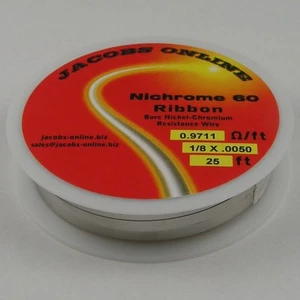 JACOBS ONLINE
Nichrome 60
Ribbon
Bare Nickel-Chromium
Resistance Wire
jacobs-online.biz
sales@jacobs-online.biz
0.9711 Ω/ft
1/8 X .0050
25 ft